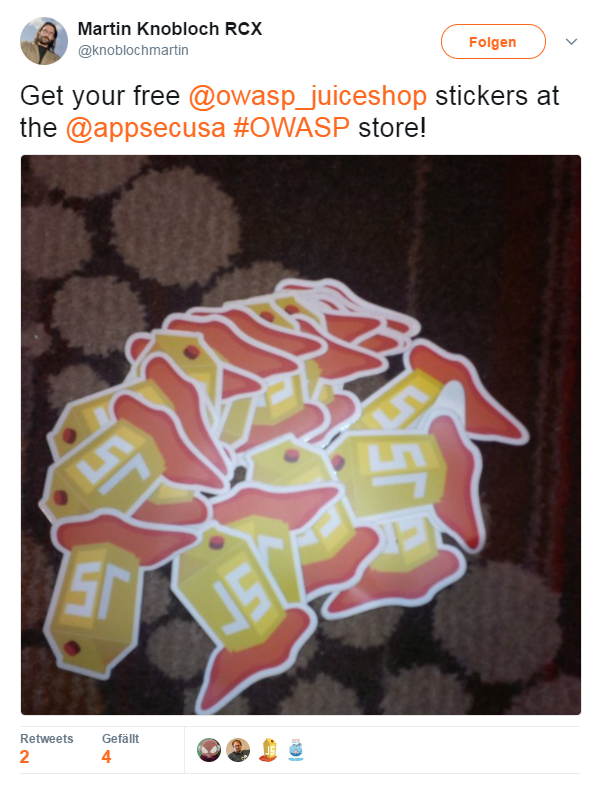 Martin Knobloch RCX
@knoblochmartin
Folgen
Get your free @owasp_juiceshop stickers at
the @appsecusa #OWASP store!
Retweets
2
Gefällt
4